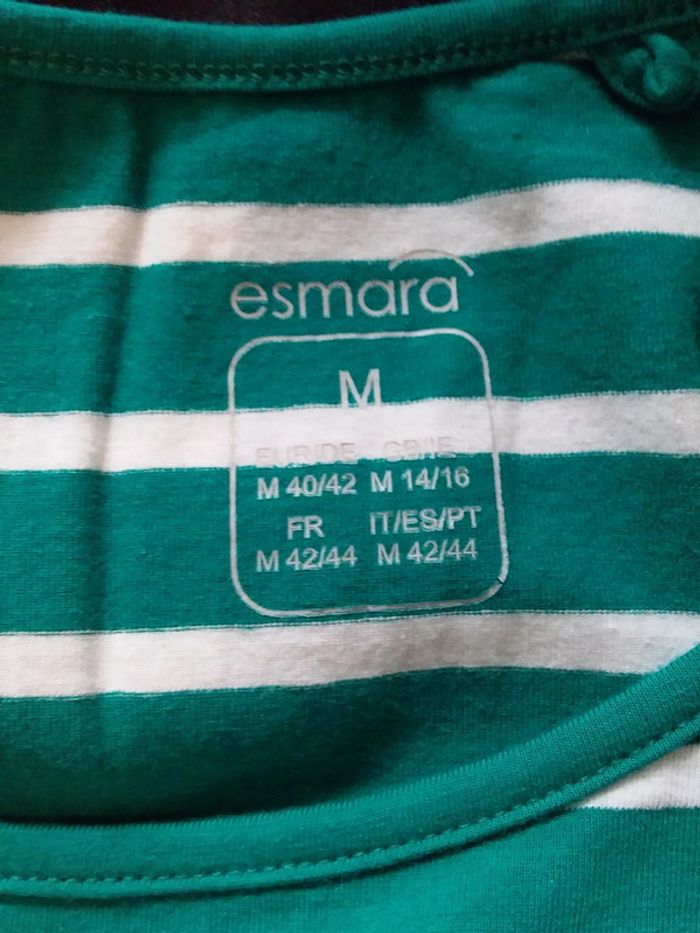 esmara
M
EUR/DE GB/IE
M 40/42 M 14/16
FR IT/ES/PT
M 42/44 M 42/44